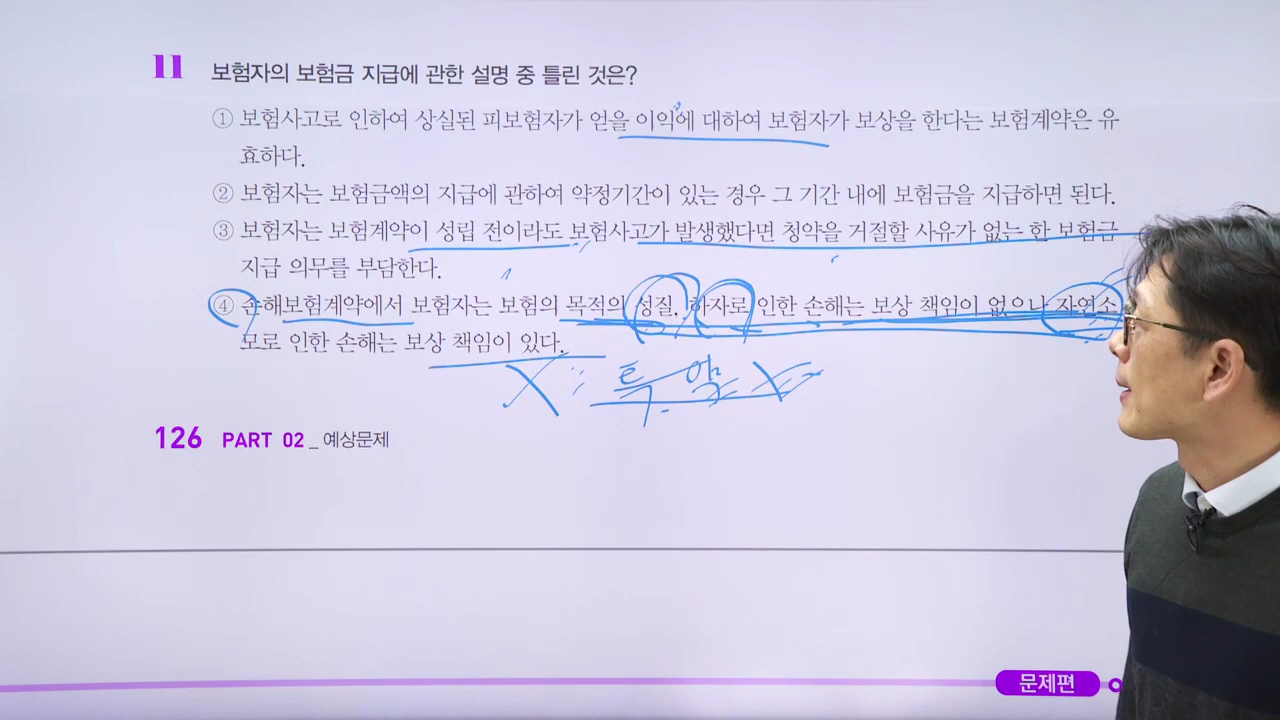 11 보험자의 보험금 지급에 관한 설명 중 틀린 것은?
① 보험사고로 인하여 상실된 피보험자가 얻을 이익에 대하여 보험자가 보상을 한다는 보험계약은 유
효하다.
② 보험자는 보험금액의 지급에 관하여 약정기간이 있는 경우 그 기간 내에 보험금을 지급하면 된다.
③ 보험자는 보험계약이 성립 전이라도 보험사고가 발생했다면 청약을 거절할 사유가 없는 한 보험금
지급 의무를 부담한다.
④ 손해보험계약에서 보험자는 보험의 목적의 성질, 하자로 인한 손해는 보상 책임이 없으나 자연소
모로 인한 손해는 보상 책임이 있다.
X 특약 X
126 PART 02 _ 예상문제
문제편